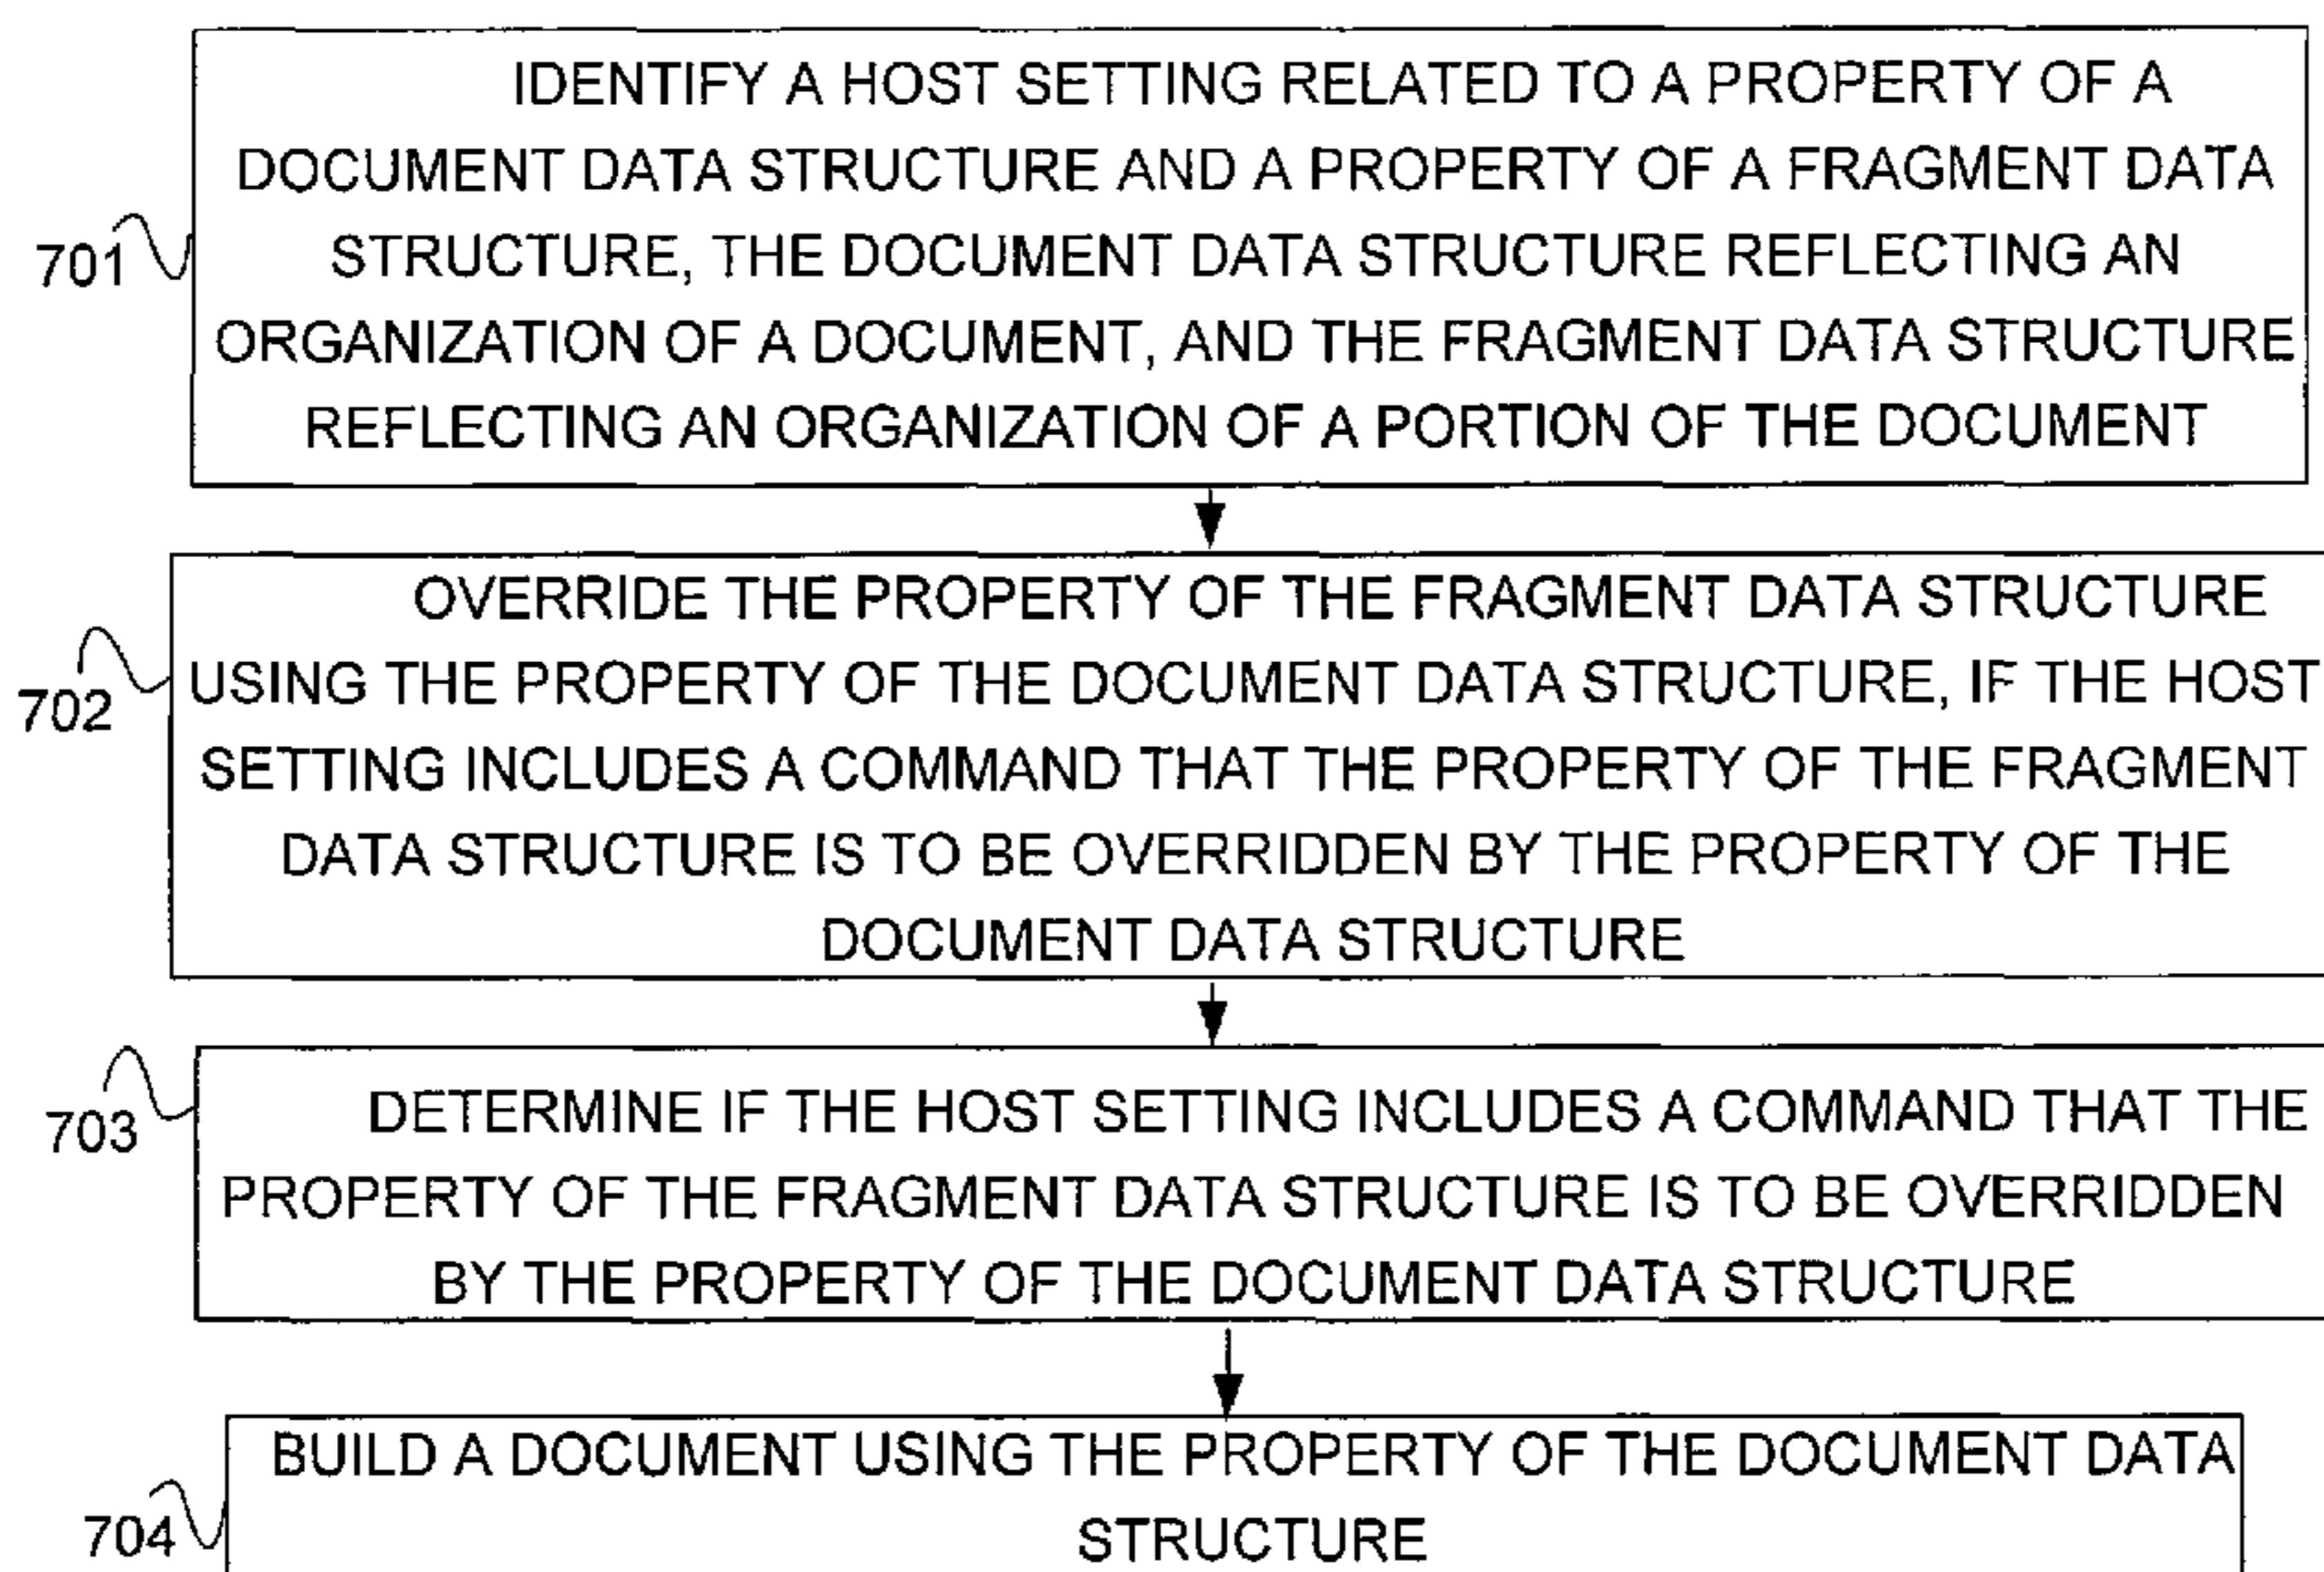 IDENTIFY A HOST SETTING RELATED TO A PROPERTY OF A
DOCUMENT DATA STRUCTURE AND A PROPERTY OF A FRAGMENT DATA
STRUCTURE, THE DOCUMENT DATA STRUCTURE REFLECTING AN
ORGANIZATION OF A DOCUMENT, AND THE FRAGMENT DATA STRUCTURE
REFLECTING AN ORGANIZATION OF A PORTION OF THE DOCUMENT
701
OVERRIDE THE PROPERTY OF THE FRAGMENT DATA STRUCTURE
USING THE PROPERTY OF THE DOCUMENT DATA STRUCTURE, IF THE HOST
SETTING INCLUDES A COMMAND THAT THE PROPERTY OF THE FRAGMENT
DATA STRUCTURE IS TO BE OVERRIDDEN BY THE PROPERTY OF THE
DOCUMENT DATA STRUCTURE
702
DETERMINE IF THE HOST SETTING INCLUDES A COMMAND THAT THE
PROPERTY OF THE FRAGMENT DATA STRUCTURE IS TO BE OVERRIDDEN
BY THE PROPERTY OF THE DOCUMENT DATA STRUCTURE
703
BUILD A DOCUMENT USING THE PROPERTY OF THE DOCUMENT DATA
STRUCTURE
704